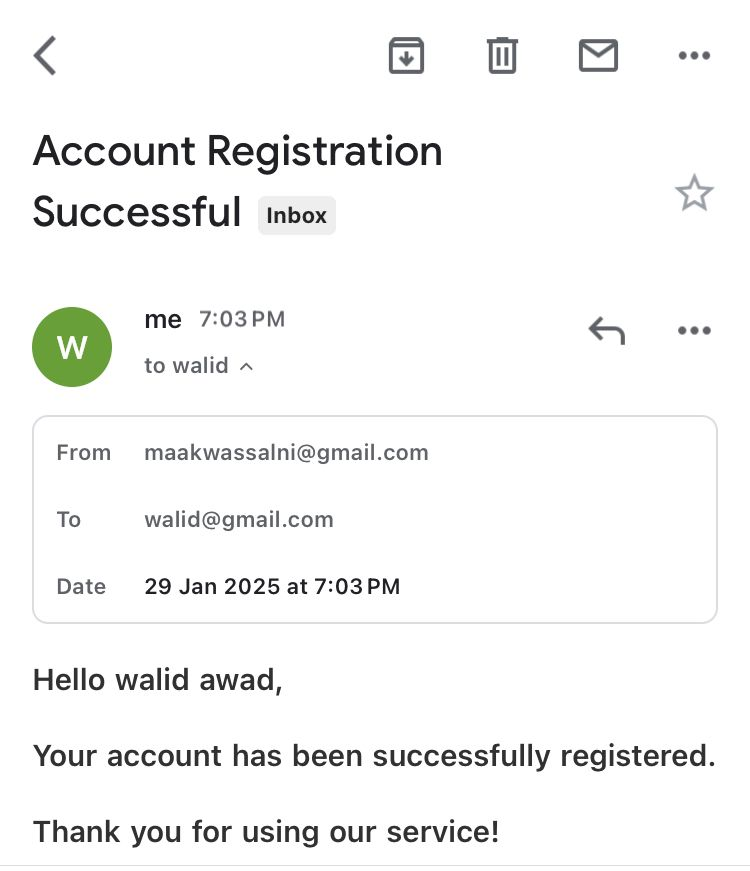 Account Registration
Successful Inbox
W
me 7:03 PM
to walid
From maakwassalni@gmail.com
To walid@gmail.com
Date 29 Jan 2025 at 7:03 PM
Hello walid awad,
Your account has been successfully registered.
Thank you for using our service!